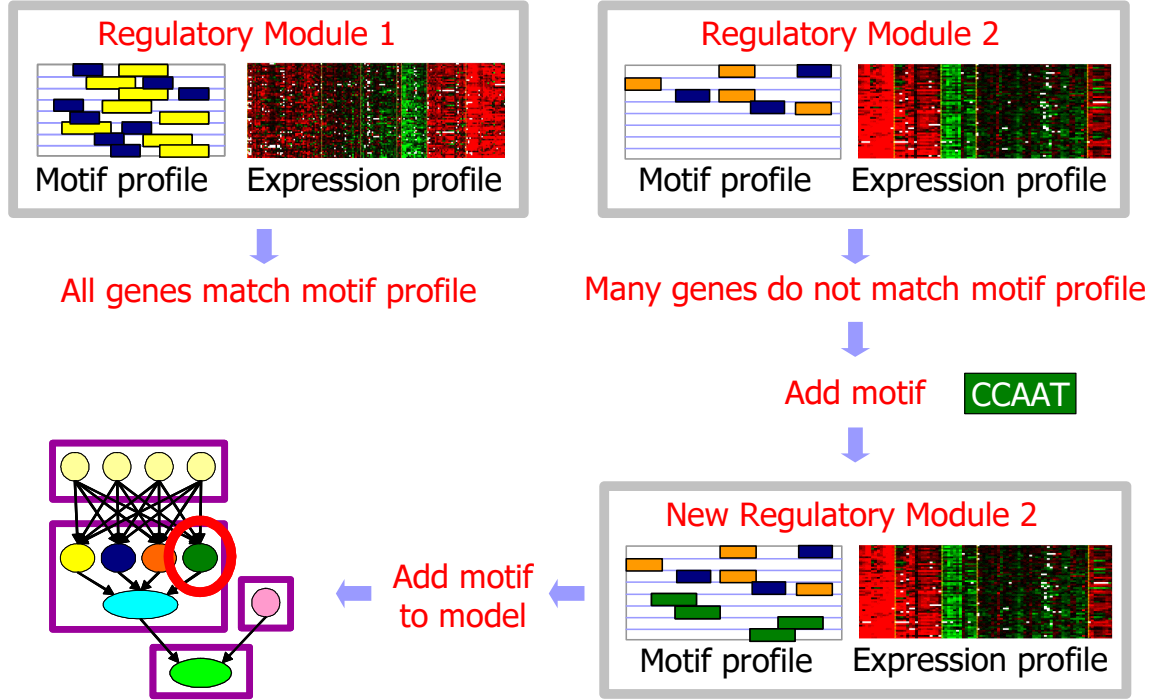 Regulatory Module 1
Motif profile
Expression profile
All genes match motif profile
Regulatory Module 2
Motif profile
Expression profile
Many genes do not match motif profile
Add motif
CCAAT
New Regulatory Module 2
Motif profile
Expression profile
Add motif
to model